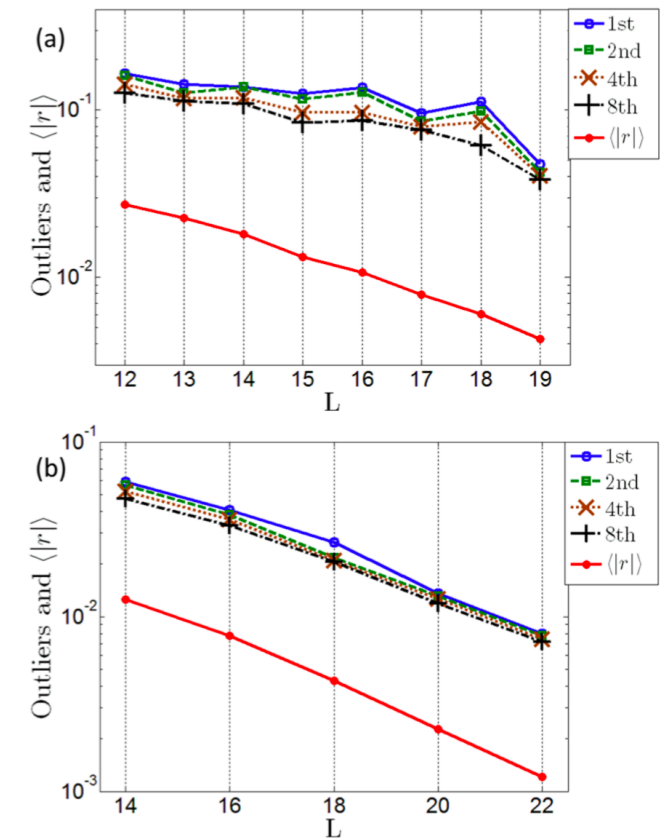 (a)
1st
2nd
4th
8th
⟨|r|⟩
Outliers and ⟨|r|⟩
10⁻¹
10⁻²
12 13 14 15 16 17 18 19
L
(b)
1st
2nd
4th
8th
⟨|r|⟩
Outliers and ⟨|r|⟩
10⁻¹
10⁻²
10⁻³
14 16 18 20 22
L